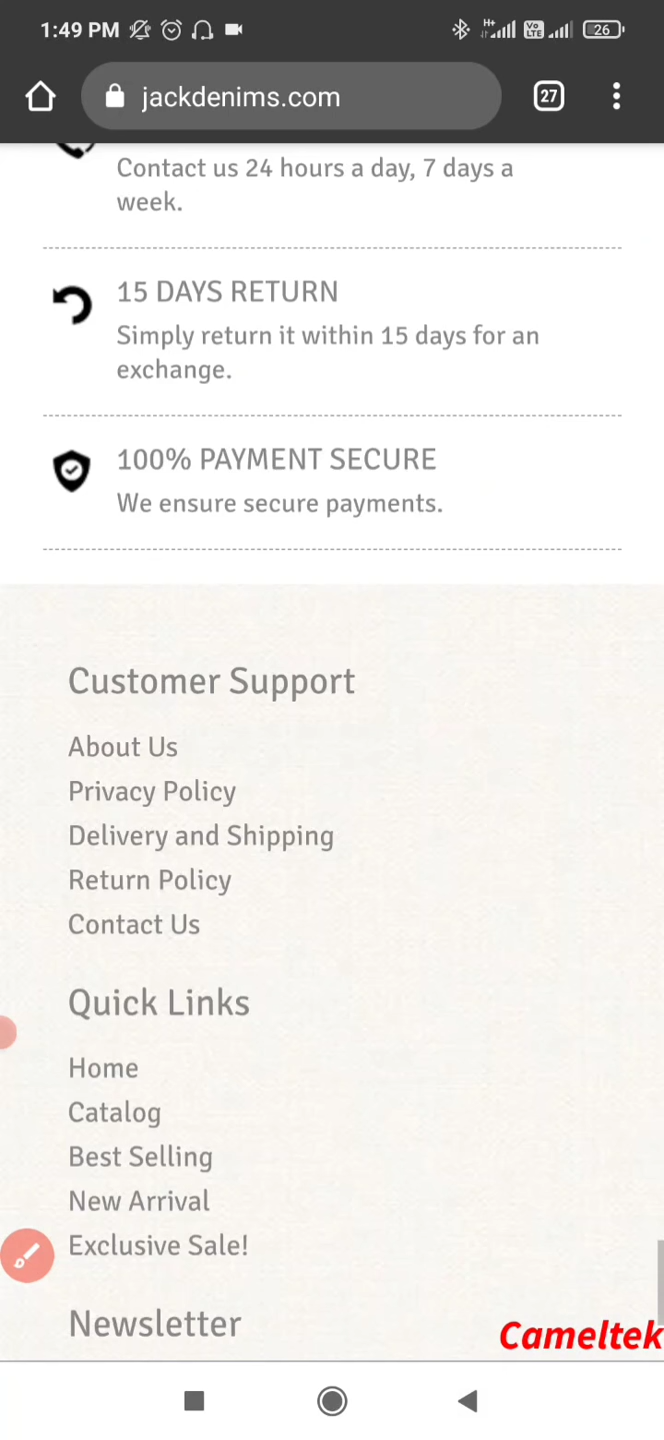 1:49 PM H+ Vo LTE 26
jackdenims.com 27
Contact us 24 hours a day, 7 days a
week.
15 DAYS RETURN
Simply return it within 15 days for an
exchange.
100% PAYMENT SECURE
We ensure secure payments.
Customer Support
About Us
Privacy Policy
Delivery and Shipping
Return Policy
Contact Us
Quick Links
Home
Catalog
Best Selling
New Arrival
Exclusive Sale!
Newsletter
Cameltek